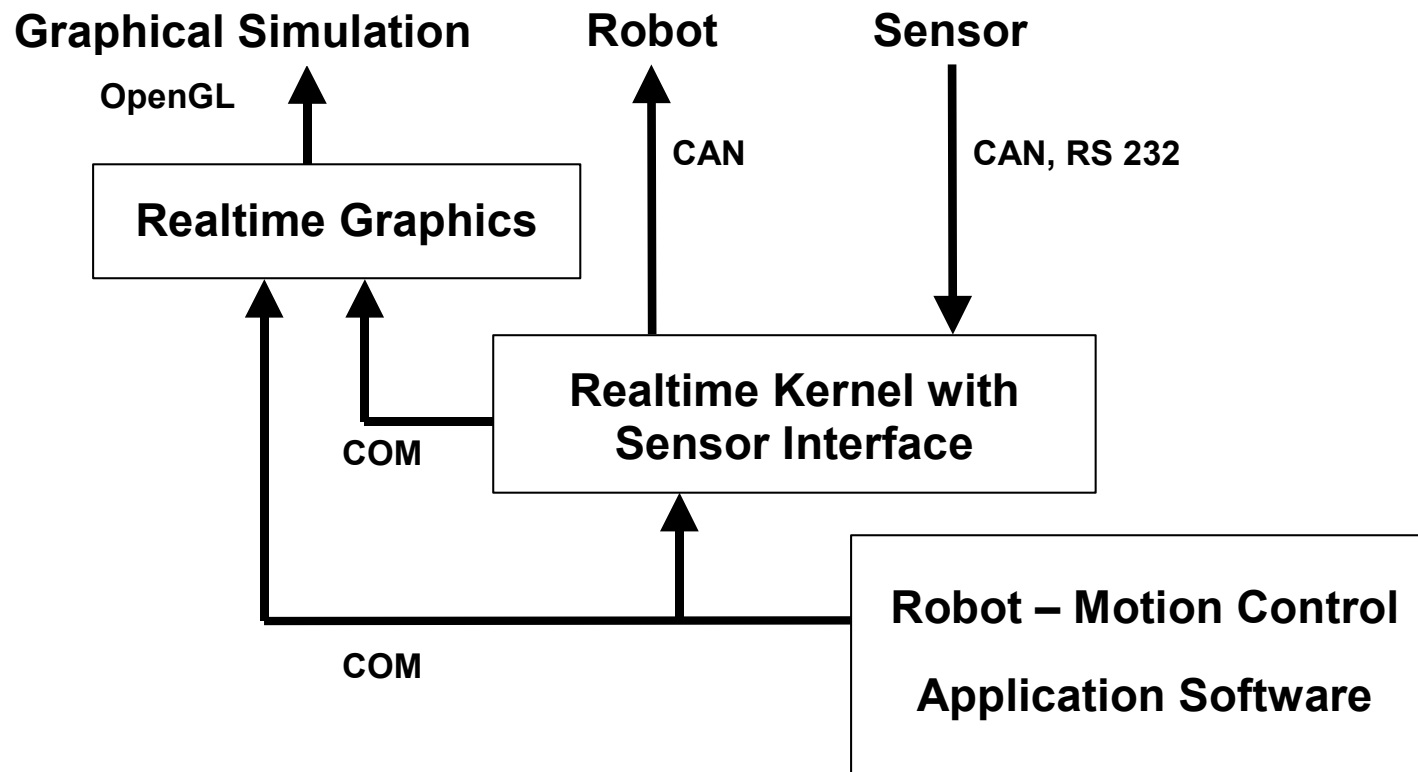 Graphical Simulation
Robot
Sensor
OpenGL
CAN
CAN, RS 232
Realtime Graphics
Realtime Kernel with
Sensor Interface
COM
Robot – Motion Control
Application Software
COM